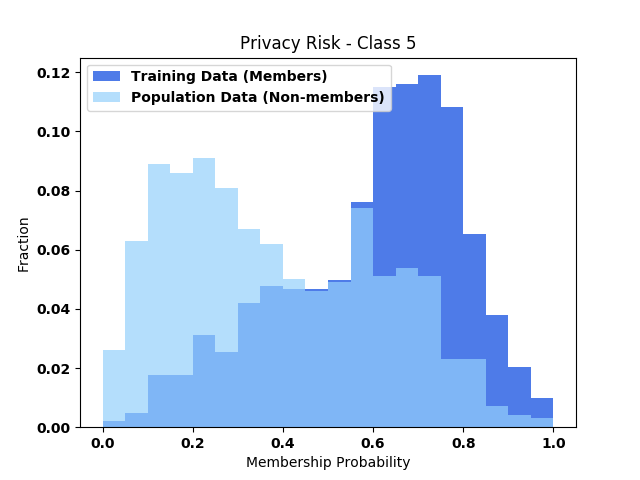 Privacy Risk - Class 5
Training Data (Members)
Population Data (Non-members)
0.12
0.10
0.08
0.06
0.04
0.02
0.00
Fraction
0.0 0.2 0.4 0.6 0.8 1.0
Membership Probability